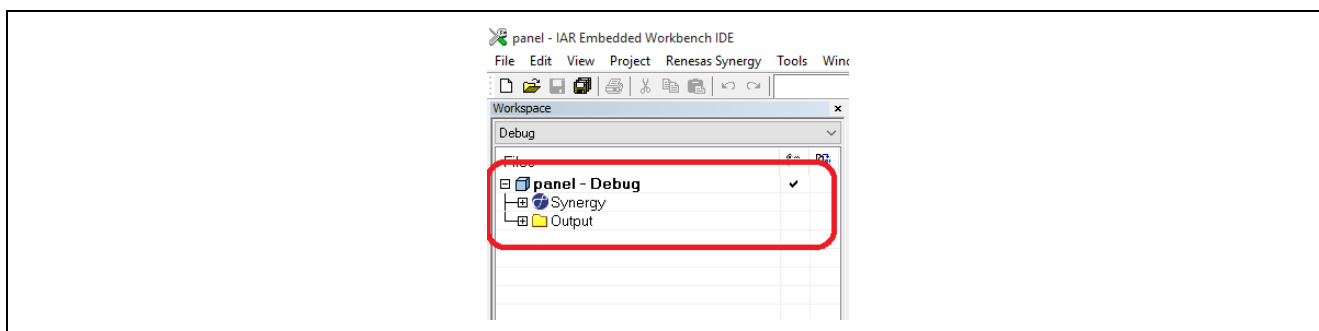 panel - IAR Embedded Workbench IDE
File Edit View Project Renesas Synergy Tools Wind
Workspace
Debug
Files
panel - Debug
Synergy
Output